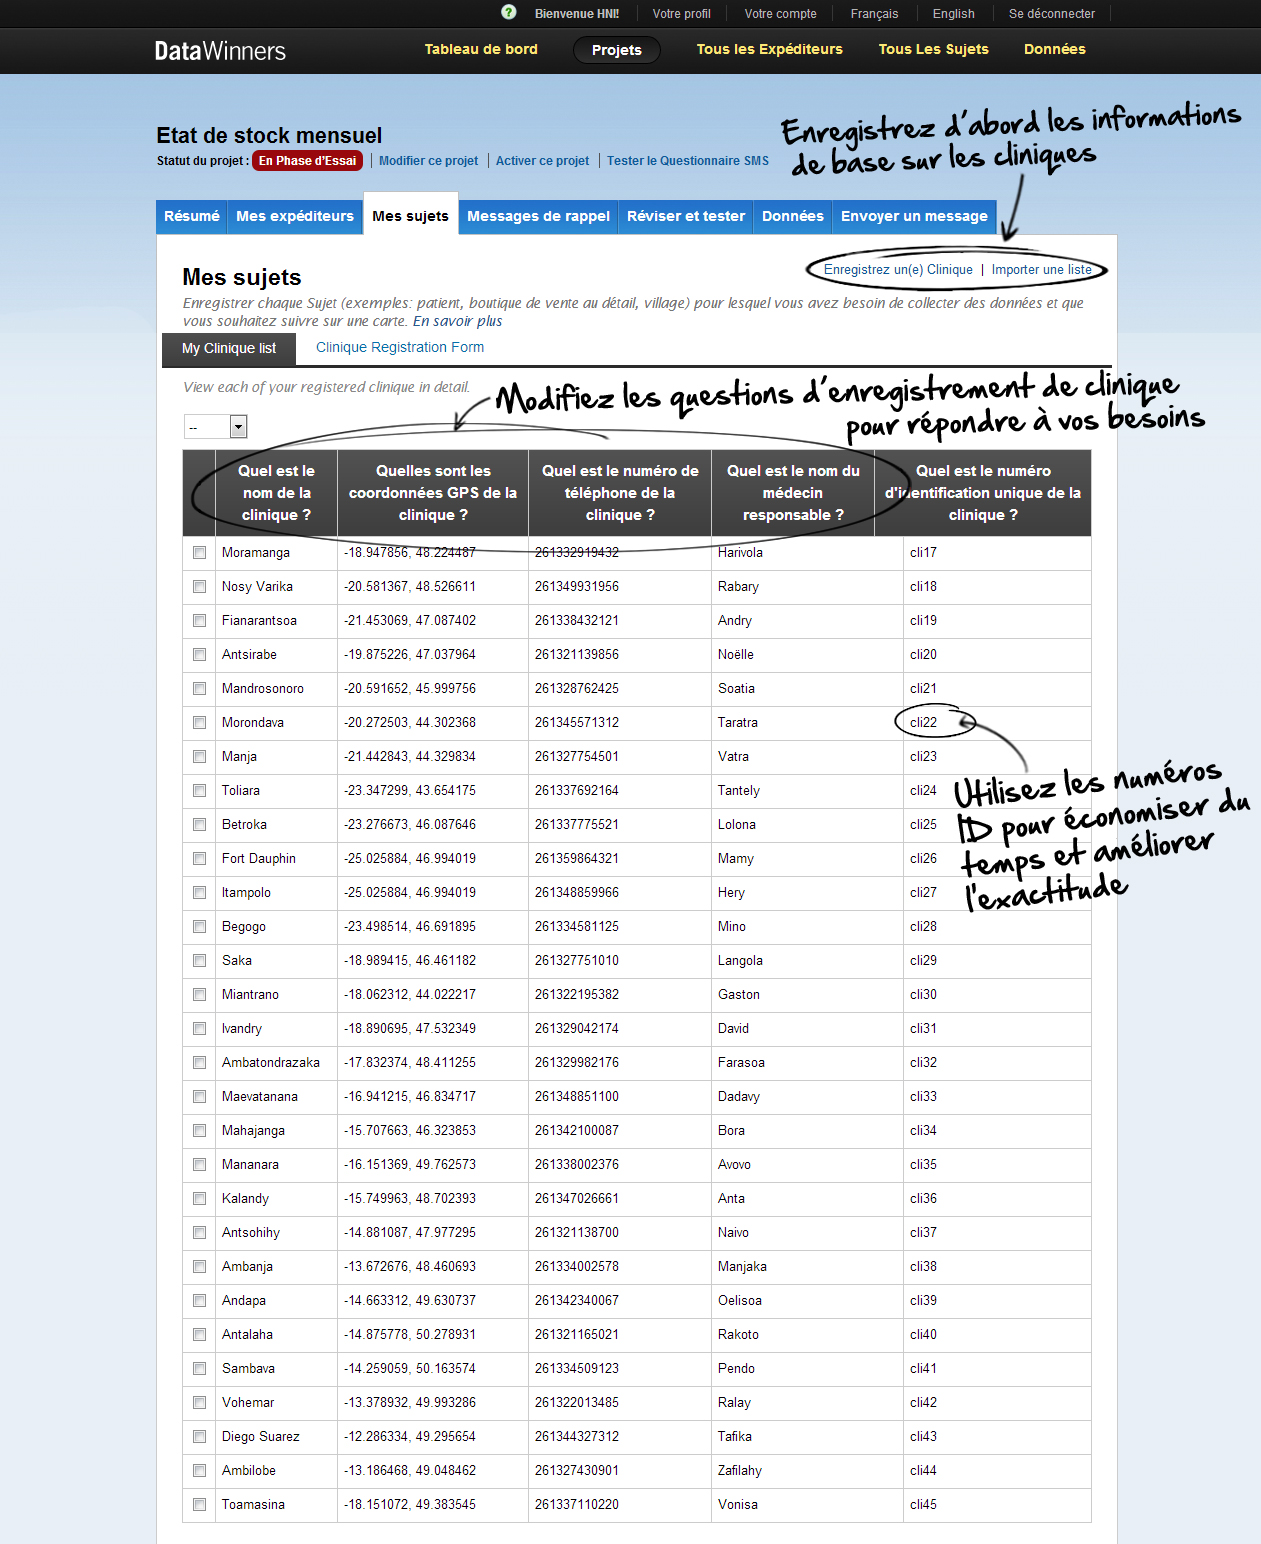 ? Bienvenue HNI! | Votre profil | Votre compte | Français | English | Se déconnecter
DataWinners Tableau de bord Projets Tous les Expéditeurs Tous Les Sujets Données
Enregistrez d'abord les informations
de base sur les cliniques
Etat de stock mensuel
Statut du projet : En Phase d'Essai | Modifier ce projet | Activer ce projet | Tester le Questionnaire SMS
Résumé Mes expéditeurs Mes sujets Messages de rappel Réviser et tester Données Envoyer un message
Enregistrez un(e) Clinique | Importer une liste
Mes sujets
Enregistrer chaque Sujet (exemples: patient, boutique de vente au détail, village) pour lesquel vous avez besoin de collecter des données et que
vous souhaitez suivre sur une carte. En savoir plus
My Clinique list Clinique Registration Form
View each of your registered clinique in detail.
Modifiez les questions d'enregistrement de clinique
pour répondre à vos besoins
--
Quel est le nom de la clinique ? Quelles sont les coordonnées GPS de la clinique ? Quel est le numéro de téléphone de la clinique ? Quel est le nom du médecin responsable ? Quel est le numéro d'identification unique de la clinique ?
Moramanga -18.947856, 48.224487 261332919432 Harivola cli17
Nosy Varika -20.581367, 48.526611 261349931956 Rabary cli18
Fianarantsoa -21.453069, 47.087402 261338432121 Andry cli19
Antsirabe -19.875226, 47.037964 261321139856 Noëlle cli20
Mandrosonoro -20.591652, 45.999756 261328762425 Soatia cli21
Morondava -20.272503, 44.302368 261345571312 Taratra cli22
Manja -21.442843, 44.329834 261327754501 Vatra cli23
Toliara -23.347299, 43.654175 261337692164 Tantely cli24
Betroka -23.276673, 46.087646 261337775521 Lolona cli25
Fort Dauphin -25.025884, 46.994019 261359864321 Mamy cli26
Itampolo -25.025884, 46.994019 261348859966 Hery cli27
Begogo -23.498514, 46.691895 261334581125 Mino cli28
Saka -18.989415, 46.461182 261327751010 Langola cli29
Miantrano -18.062312, 44.022217 261322195382 Gaston cli30
Ivandry -18.890695, 47.532349 261329042174 David cli31
Ambatondrazaka -17.832374, 48.411255 261329982176 Farasoa cli32
Maevatanana -16.941215, 46.834717 261348851100 Dadavy cli33
Mahajanga -15.707663, 46.323853 261342100087 Bora cli34
Mananara -16.151369, 49.762573 261338002376 Avovo cli35
Kalandy -15.749963, 48.702393 261347026661 Anta cli36
Antsohihy -14.881087, 47.977295 261321138700 Naivo cli37
Ambanja -13.672676, 48.460693 261334002578 Manjaka cli38
Andapa -14.663312, 49.630737 261342340067 Oelisoa cli39
Antalaha -14.875778, 50.278931 261321165021 Rakoto cli40
Sambava -14.259059, 50.163574 261334509123 Pendo cli41
Vohemar -13.378932, 49.993286 261322013485 Ralay cli42
Diego Suarez -12.286334, 49.295654 261344327312 Tafika cli43
Ambilobe -13.186468, 49.048462 261327430901 Zafilahy cli44
Toamasina -18.151072, 49.383545 261337110220 Vonisa cli45
Utilisez les numéros
ID pour économiser du
temps et améliorer
l'exactitude